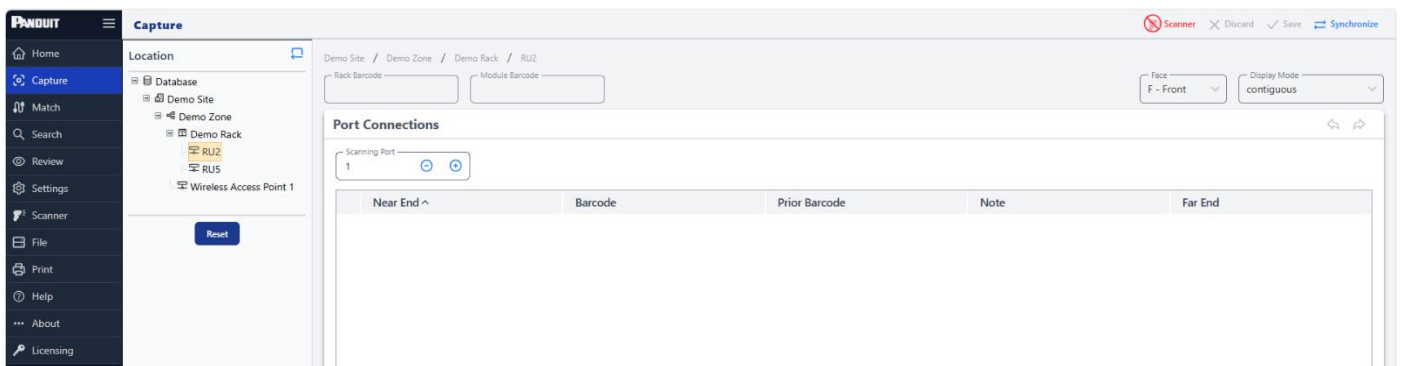 PANDUIT
Capture
Scanner Discard Save Synchronize
Home
Capture
Match
Search
Review
Settings
Scanner
File
Print
Help
About
Licensing
Location
Database
Demo Site
Demo Zone
Demo Rack
RU2
RU5
Wireless Access Point 1
Reset
Demo Site / Demo Zone / Demo Rack / RU2
Rack Barcode
Module Barcode
Face
F - Front
Display Mode
contiguous
Port Connections
Scanning Port
1
Near End Barcode Prior Barcode Note Far End